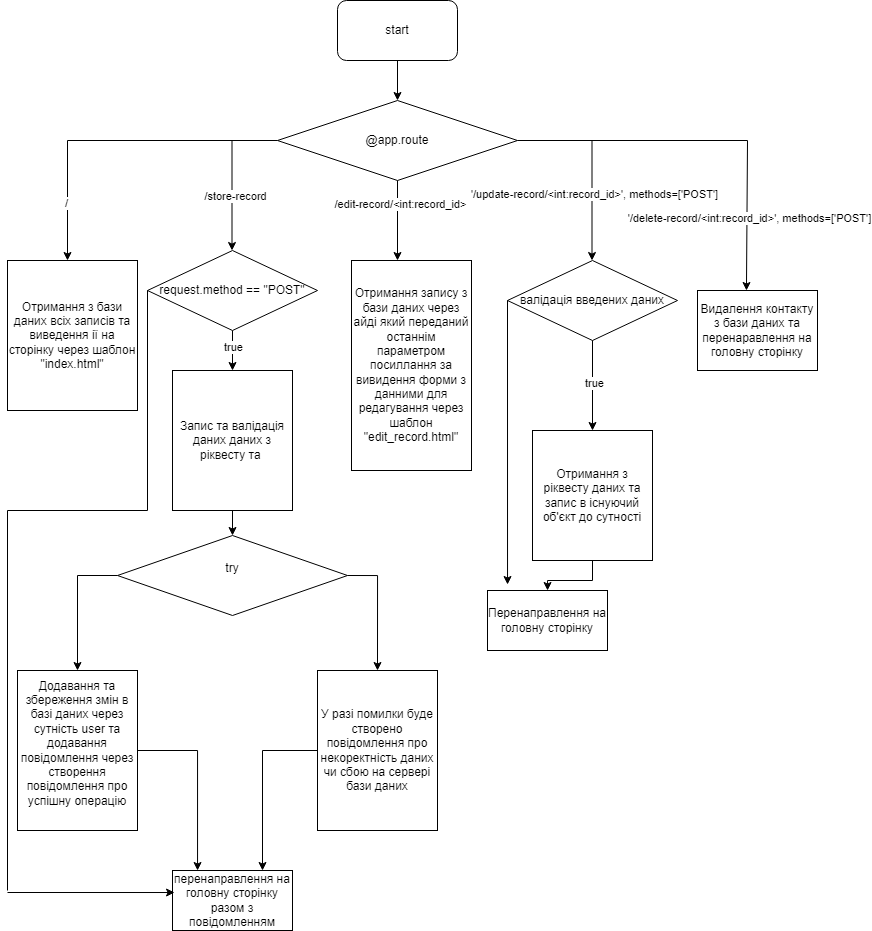 start
@app.route
/
/store-record
/edit-record/<int:record_id>
'/update-record/<int:record_id>', methods=['POST']
'/delete-record/<int:record_id>', methods=['POST']
Отримання з бази
даних всіх записів та
виведення її на
сторінку через шаблон
"index.html"
request.method == "POST"
true
Запис та валідація
даних даних з
ріквесту та
try
Додавання та
збереження змін в
базі даних через
сутність user та
додавання
повідомлення через
створення
повідомлення про
успішну операцію
У разі помилки буде
створено
повідомлення про
некоректність даних
чи сбою на сервері
бази даних
перенаправлення на
головну сторінку
разом з
повідомленням
Отримання запису з
бази даних через
айді який переданий
останнім
параметром
посиллання за
вивидення форми з
данними для
редагування через
шаблон
"edit_record.html"
валідація введених даних
true
Отримання з
ріквесту даних та
запис в існуючий
об'єкт до сутності
Перенаправлення на
головну сторінку
Видалення контакту
з бази даних та
перенаравлення на
головну сторінку